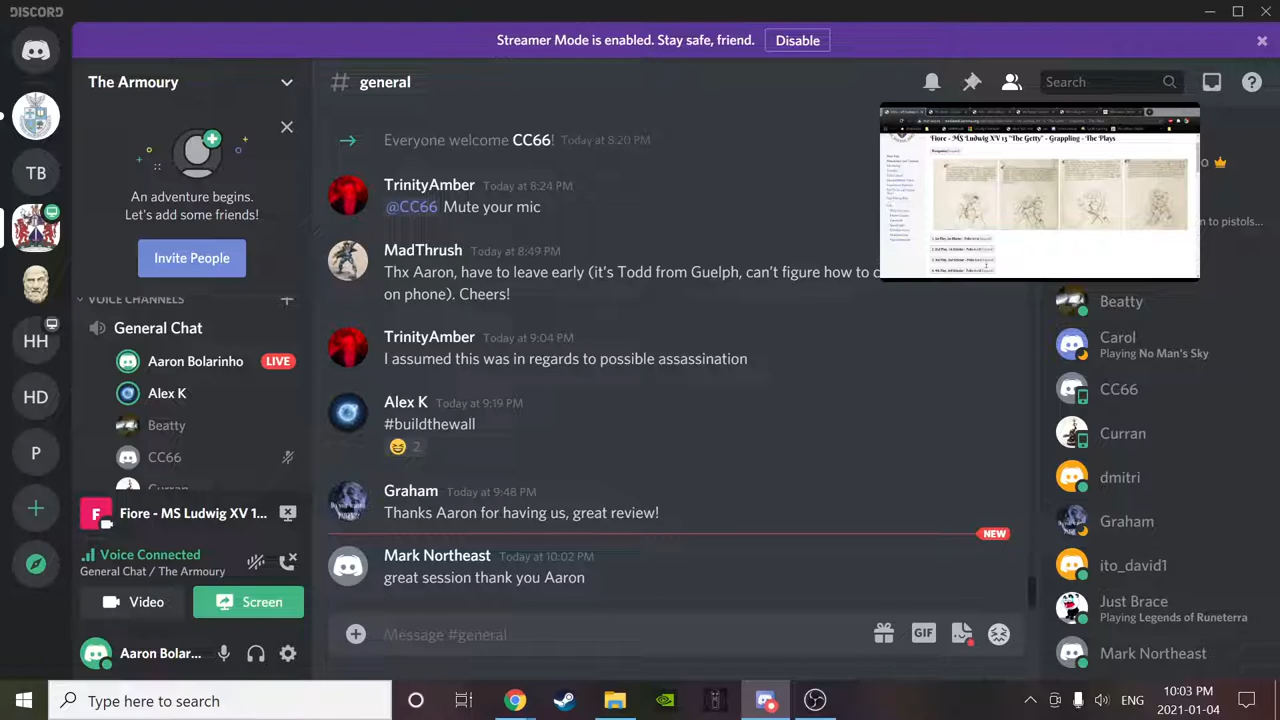 DISCORD
Streamer Mode is enabled. Stay safe, friend.
Disable
The Armoury
general
Search
An adventure begins.
Let's add some friends!
Invite People
VOICE CHANNELS
General Chat
Aaron Bolarinho
LIVE
Alex K
Beatty
CC66
Curran
Fiore - MS Ludwig XV 1...
Voice Connected
General Chat / The Armoury
Video
Screen
Aaron Bolar...
TB
HH
HD
P
F
CC66 Today at 8:20 PM
TrinityAmber Today at 8:24 PM
@CC66 Mute your mic
MadThrush Today at 8:49 PM
Thx Aaron, have to leave early (it's Todd from Guelph, can't figure how to c
on phone). Cheers!
TrinityAmber Today at 9:04 PM
I assumed this was in regards to possible assassination
Alex K Today at 9:19 PM
#buildthewall
2
Graham Today at 9:48 PM
Thanks Aaron for having us, great review!
NEW
Mark Northeast Today at 10:02 PM
great session thank you Aaron
Message #general
GIF
Fiore - MS Ludwig XV 13 "The Getty" - Grappling - The Plays
n to pistols...
Beatty
Carol
Playing No Man's Sky
CC66
Curran
dmitri
Graham
ito_david1
Just Brace
Playing Legends of Runeterra
Mark Northeast
Type here to search
ENG
10:03 PM
2021-01-04